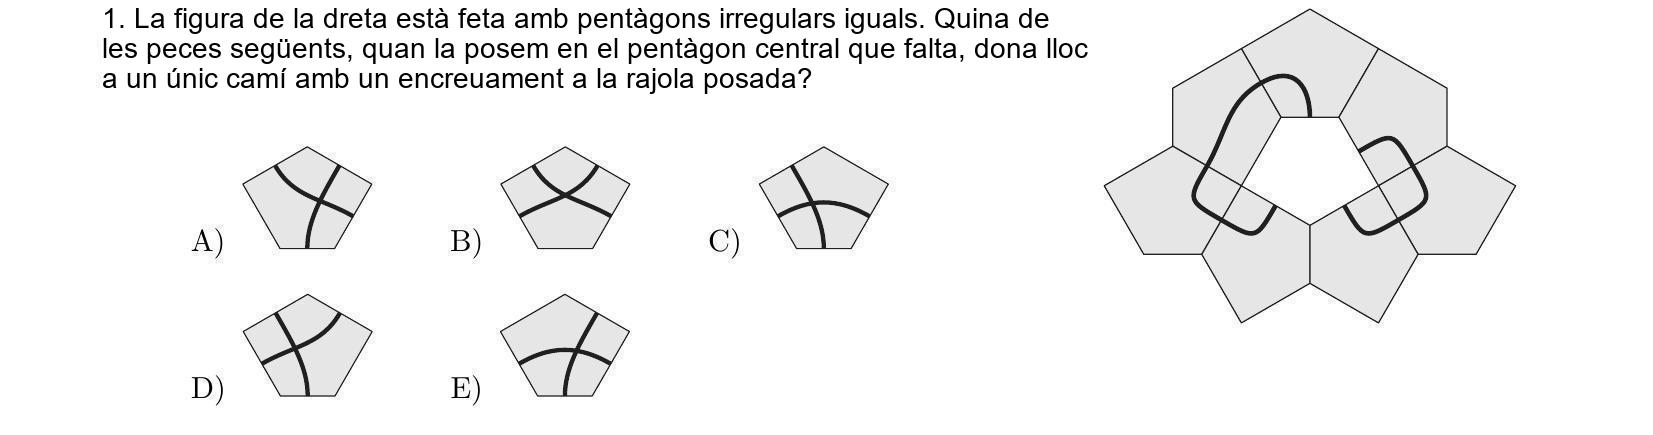 1. La figura de la dreta està feta amb pentàgons irregulars iguals. Quina de
les peces següents, quan la posem en el pentàgon central que falta, dona lloc
a un únic camí amb un encreuament a la rajola posada?
A)
B)
C)
D)
E)